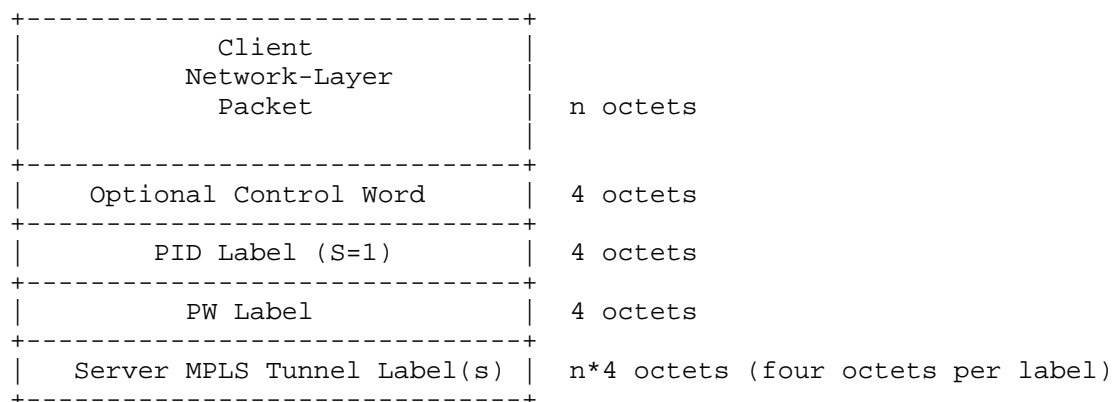 +-----------------------------+
|           Client            |
|         Network-Layer       |
|           Packet            |  n octets
|                             |
+-----------------------------+
|    Optional Control Word    |  4 octets
+-----------------------------+
|        PID Label (S=1)      |  4 octets
+-----------------------------+
|          PW Label           |  4 octets
+-----------------------------+
|   Server MPLS Tunnel Label(s) |  n*4 octets (four octets per label)
+-----------------------------+